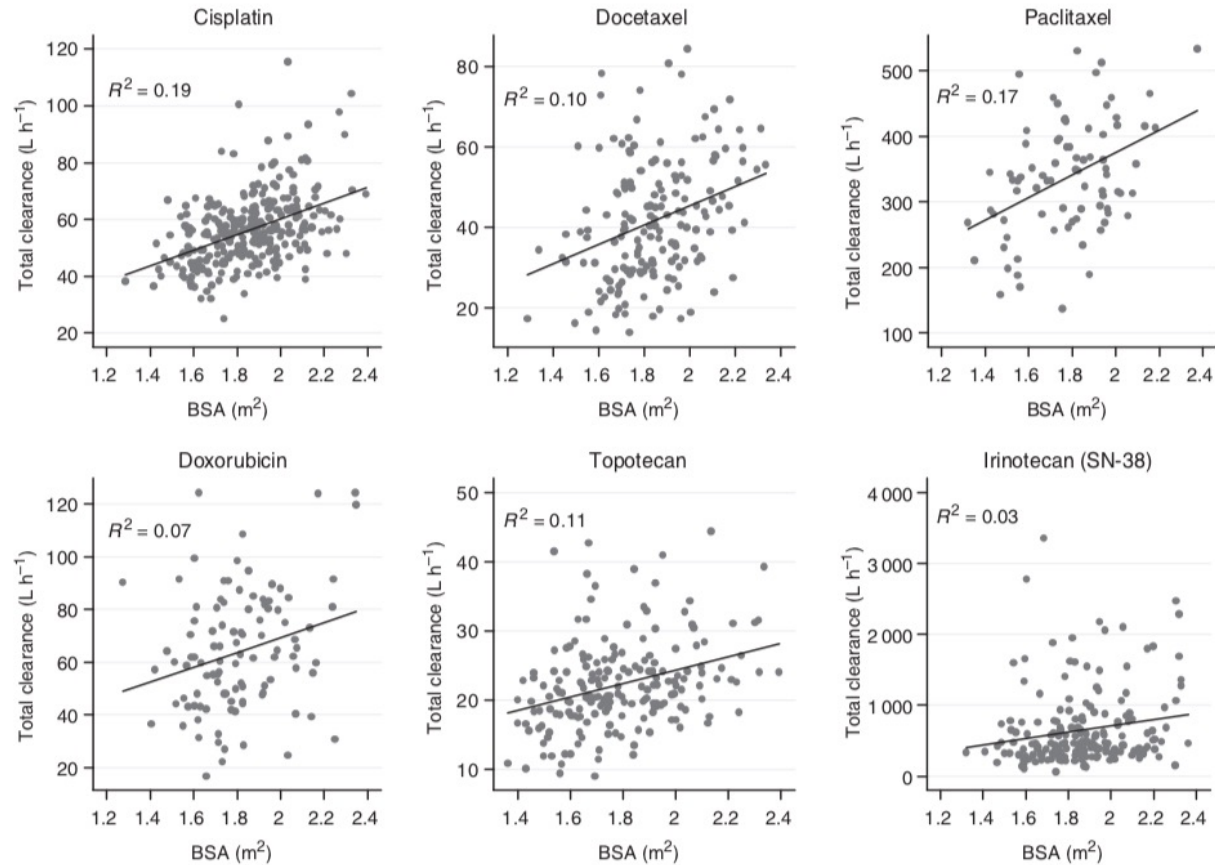 Cisplatin
R² = 0.19
Total clearance (L h⁻¹)
120
100
80
60
40
20
1.2 1.4 1.6 1.8 2 2.2 2.4
BSA (m²)
Docetaxel
R² = 0.10
Total clearance (L h⁻¹)
80
60
40
20
1.2 1.4 1.6 1.8 2 2.2 2.4
BSA (m²)
Paclitaxel
R² = 0.17
Total clearance (L h⁻¹)
500
400
300
200
100
1.2 1.4 1.6 1.8 2 2.2 2.4
BSA (m²)
Doxorubicin
R² = 0.07
Total clearance (L h⁻¹)
120
100
80
60
40
20
1.2 1.4 1.6 1.8 2 2.2 2.4
BSA (m²)
Topotecan
R² = 0.11
Total clearance (L h⁻¹)
50
40
30
20
10
1.4 1.6 1.8 2 2.2 2.4
BSA (m²)
Irinotecan (SN-38)
R² = 0.03
Total clearance (L h⁻¹)
4 000
3 000
2 000
1 000
0
1.2 1.4 1.6 1.8 2 2.2 2.4
BSA (m²)